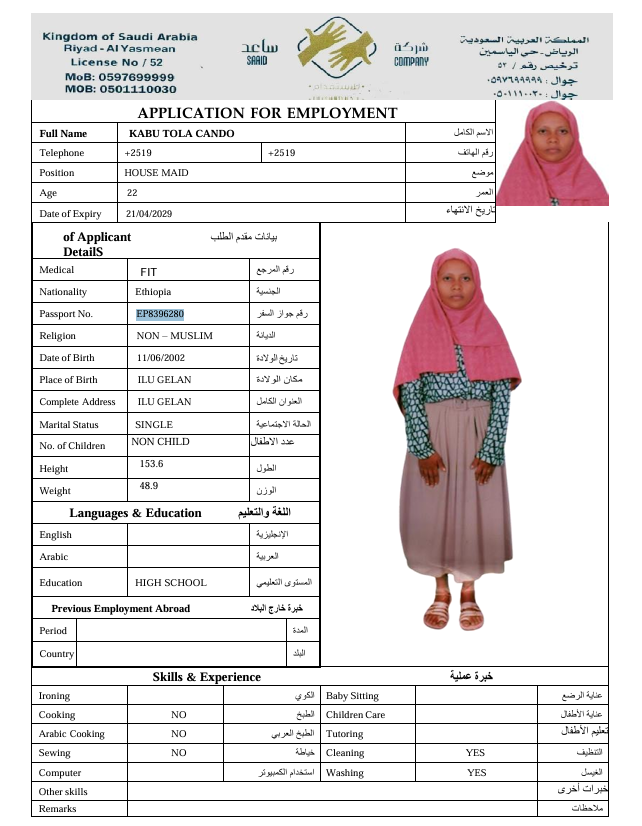 Kingdom of Saudi Arabia
Riyad - Al Yasmean
License No / 52
MoB: 0597699999
MOB: 0501110030
ساعد
SAAID
شركة
COMPANY
المملكة العربية السعودية
الرياض-حي الياسمين
ترخيص رقم / ٥٢
جوال : ٠٥٩٧٦٩٩٩٩٩
جوال : ٠٥٠١١١٠٠٣٠
APPLICATION FOR EMPLOYMENT
Full Name KABU TOLA CANDO الاسم الكامل
Telephone +2519 +2519 رقم الهاتف
Position HOUSE MAID موضع
Age 22 العمر
Date of Expiry 21/04/2029 تاريخ الانتهاء
of Applicant بيانات مقدم الطلب
DetailS
Medical FIT رقم المرجع
Nationality Ethiopia الجنسية
Passport No. EP8396280 رقم جواز السفر
Religion NON – MUSLIM الديانة
Date of Birth 11/06/2002 تاريخ الولادة
Place of Birth ILU GELAN مكان الولادة
Complete Address ILU GELAN العنوان الكامل
Marital Status SINGLE الحالة الاجتماعية
No. of Children NON CHILD عدد الاطفال
Height 153.6 الطول
Weight 48.9 الوزن
Languages & Education اللغة والتعليم
English الإنجليزية
Arabic العربية
Education HIGH SCHOOL المستوى التعليمي
Previous Employment Abroad خبرة خارج البلاد
Period المدة
Country البلد
Skills & Experience خبرة عملية
Ironing الكوي Baby Sitting عناية الرضع
Cooking NO الطبخ Children Care عناية الأطفال
Arabic Cooking NO الطبخ العربي Tutoring تعليم الأطفال
Sewing NO خياطة Cleaning YES التنظيف
Computer استخدام الكمبيوتر Washing YES الغسيل
Other skills خبرات أخرى
Remarks ملاحظات